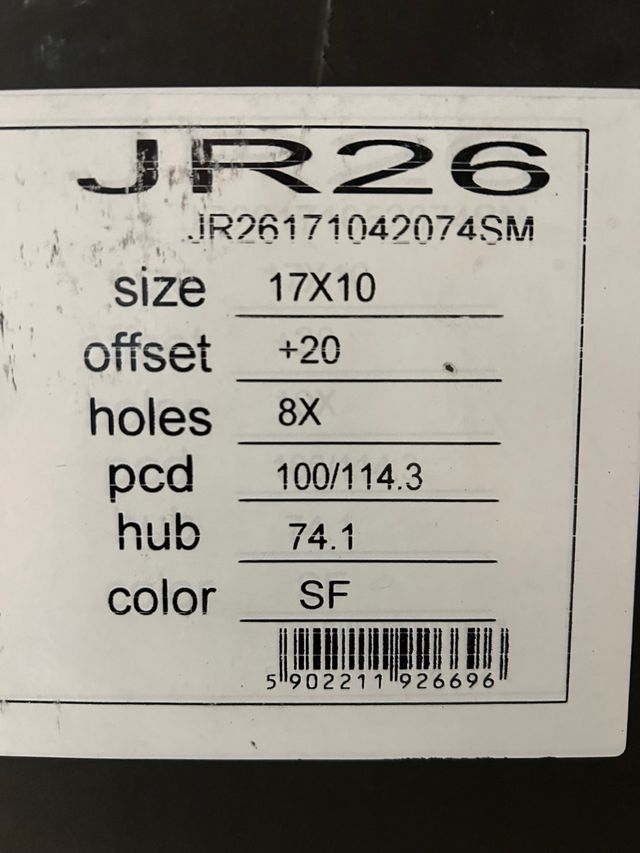 JR26
JR26171042074SM
size 17X10
offset +20
holes 8X
pcd 100/114.3
hub 74.1
color SF
5 902211 926696